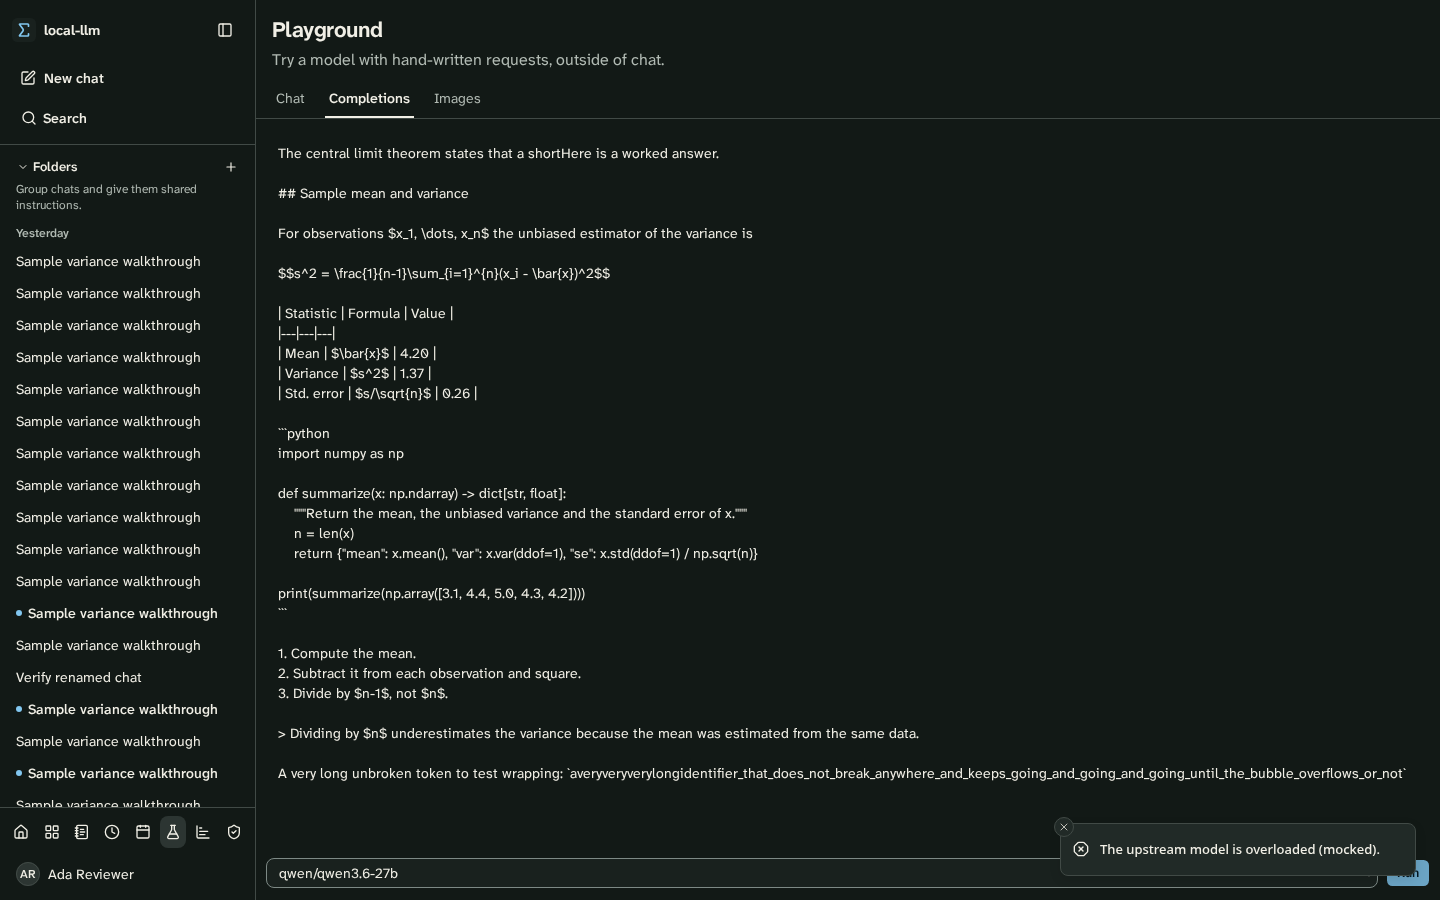 local-llm
New chat
Search
Folders
Group chats and give them shared
instructions.
Yesterday
Sample variance walkthrough
Sample variance walkthrough
Sample variance walkthrough
Sample variance walkthrough
Sample variance walkthrough
Sample variance walkthrough
Sample variance walkthrough
Sample variance walkthrough
Sample variance walkthrough
Sample variance walkthrough
Sample variance walkthrough
Sample variance walkthrough
Sample variance walkthrough
Verify renamed chat
Sample variance walkthrough
Sample variance walkthrough
Sample variance walkthrough
Sample variance walkthrough
AR Ada Reviewer
Playground
Try a model with hand-written requests, outside of chat.
Chat Completions Images
The central limit theorem states that a shortHere is a worked answer.
## Sample mean and variance
For observations $x_1, \dots, x_n$ the unbiased estimator of the variance is
$$s^2 = \frac{1}{n-1}\sum_{i=1}^{n}(x_i - \bar{x})^2$$
| Statistic | Formula | Value |
|---|---|---|
| Mean | $\bar{x}$ | 4.20 |
| Variance | $s^2$ | 1.37 |
| Std. error | $s/\sqrt{n}$ | 0.26 |
```python
import numpy as np
def summarize(x: np.ndarray) -> dict[str, float]:
    """Return the mean, the unbiased variance and the standard error of x."""
    n = len(x)
    return {"mean": x.mean(), "var": x.var(ddof=1), "se": x.std(ddof=1) / np.sqrt(n)}
print(summarize(np.array([3.1, 4.4, 5.0, 4.3, 4.2])))
```
1. Compute the mean.
2. Subtract it from each observation and square.
3. Divide by $n-1$, not $n$.
> Dividing by $n$ underestimates the variance because the mean was estimated from the same data.
A very long unbroken token to test wrapping: `averyveryverylongidentifier_that_does_not_break_anywhere_and_keeps_going_and_going_and_going_until_the_bubble_overflows_or_not`
The upstream model is overloaded (mocked).
qwen/qwen3.6-27b